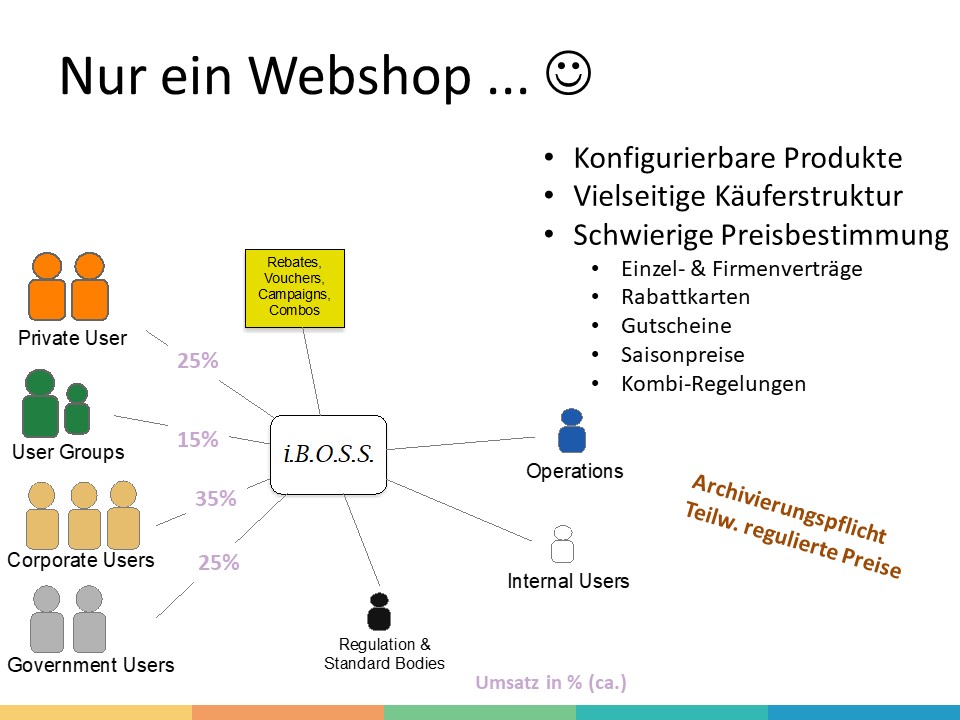 Nur ein Webshop ... ☺
• Konfigurierbare Produkte
• Vielseitige Käuferstruktur
• Schwierige Preisbestimmung
• Einzel- & Firmenverträge
• Rabattkarten
• Gutscheine
• Saisonpreise
• Kombi-Regelungen
Rebates,
Vouchers,
Campaigns,
Combos
Private User
25%
User Groups
15%
i.B.O.S.S.
Operations
35%
Corporate Users
25%
Internal Users
Government Users
Regulation &
Standard Bodies
Archivierungspflicht
Teilw. regulierte Preise
Umsatz in % (ca.)